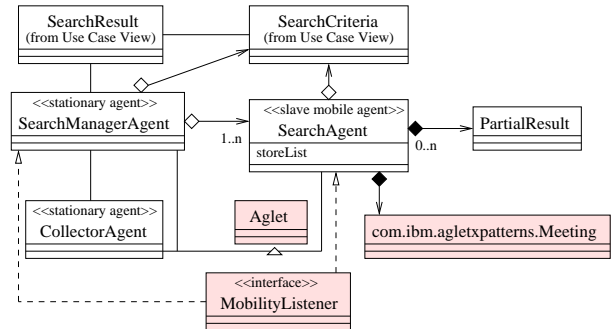 SearchResult
(from Use Case View)
SearchCriteria
(from Use Case View)
<<stationary agent>>
SearchManagerAgent
1..n
<<slave mobile agent>>
SearchAgent
storeList
0..n
PartialResult
<<stationary agent>>
CollectorAgent
Aglet
com.ibm.agletxpatterns.Meeting
<<interface>>
MobilityListener